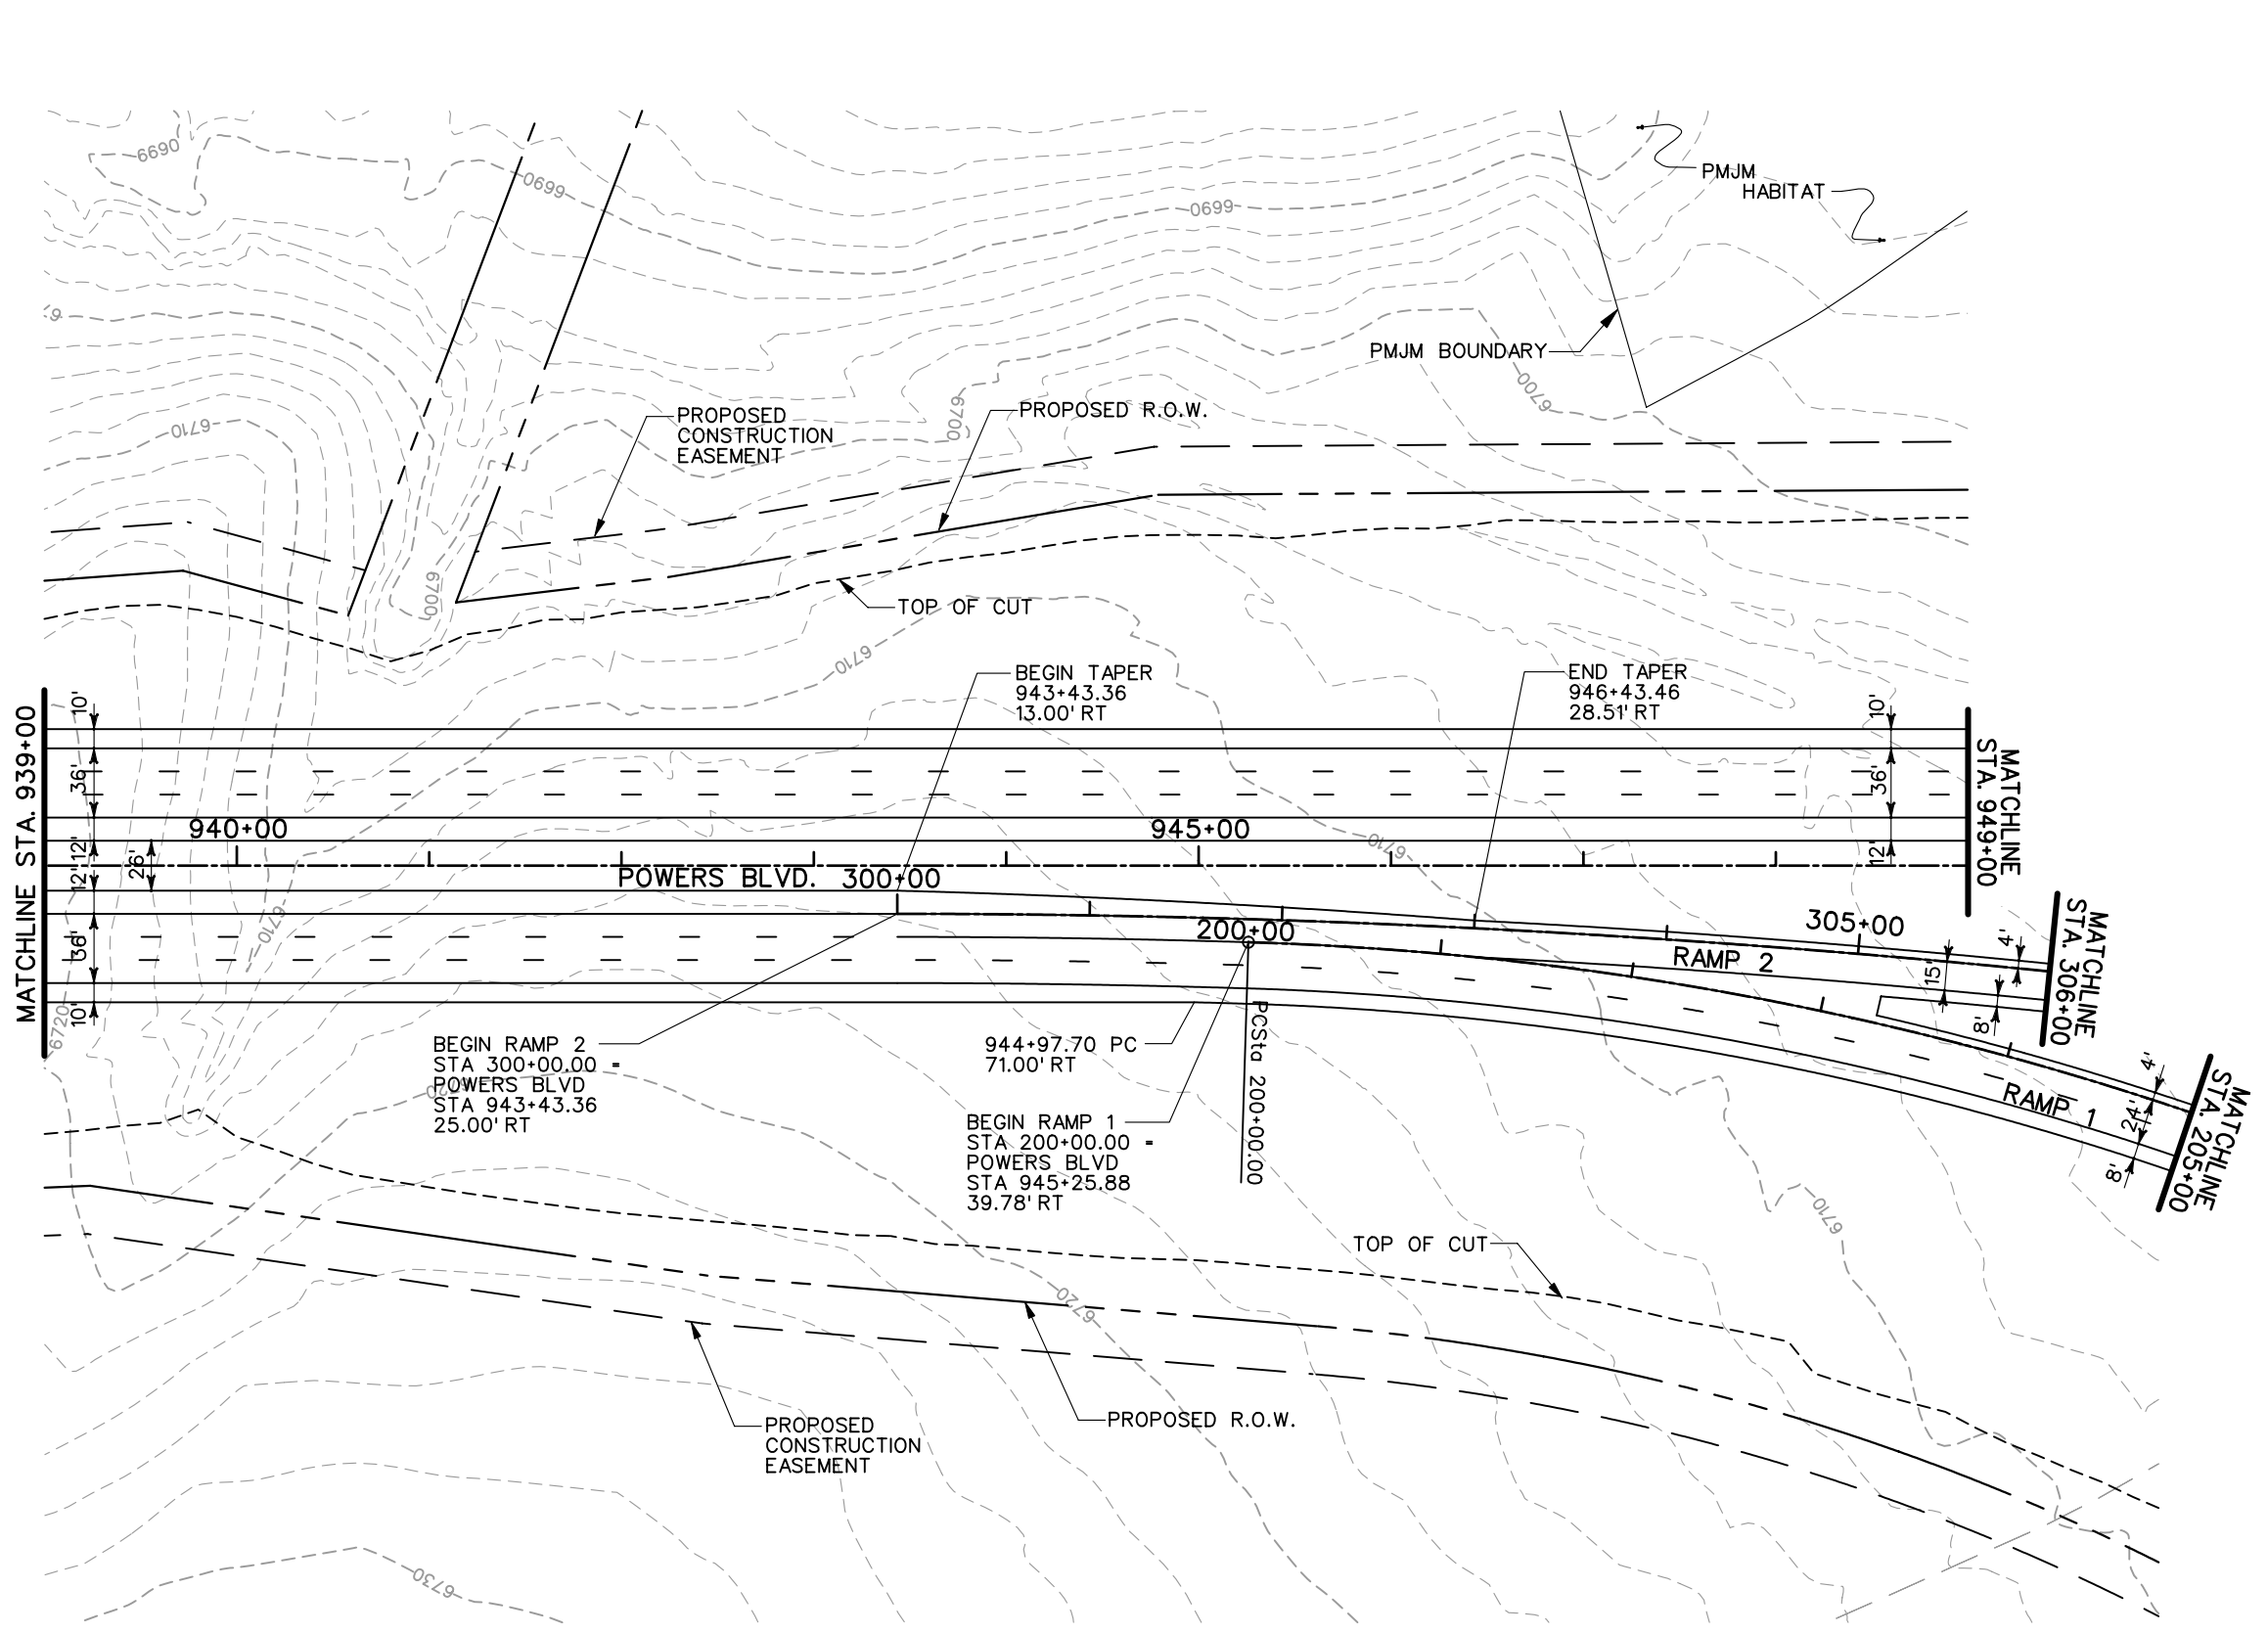 6690
6690
6690
PMJM
HABITAT
PMJM BOUNDARY
6700
6710
6700
PROPOSED
CONSTRUCTION
EASEMENT
PROPOSED R.O.W.
6700
TOP OF CUT
6710
BEGIN TAPER
943+43.36
13.00' RT
END TAPER
946+43.46
28.51' RT
MATCHLINE STA. 939+00
10'
36'
12'
12'
26'
36'
10'
940+00
945+00
10'
36'
12'
MATCHLINE
STA. 949+00
6710
POWERS BLVD.
300+00
200+00
305+00
RAMP 2
4'
15'
8'
MATCHLINE
STA. 306+00
6710
6720
BEGIN RAMP 2
STA 300+00.00 =
POWERS BLVD
STA 943+43.36
25.00' RT
6720
944+97.70 PC
71.00' RT
PCSta 200+00.00
BEGIN RAMP 1
STA 200+00.00 =
POWERS BLVD
STA 945+25.88
39.78' RT
RAMP 1
4'
24'
8'
MATCHLINE
STA. 205+00
6710
TOP OF CUT
6720
PROPOSED R.O.W.
PROPOSED
CONSTRUCTION
EASEMENT
6730